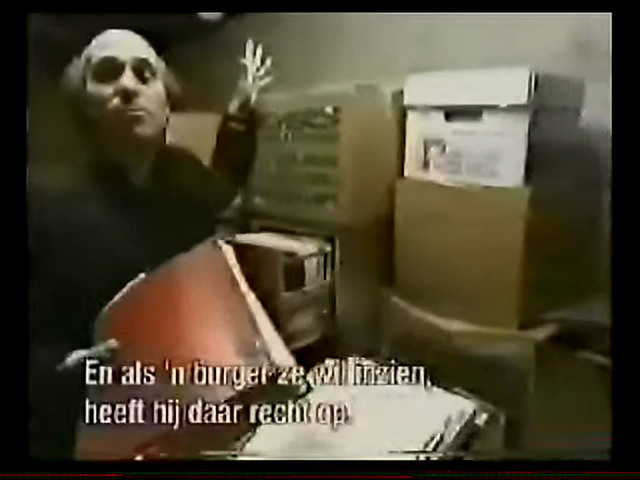 En als 'n burger ze wil inzien,
heeft hij daar recht op.